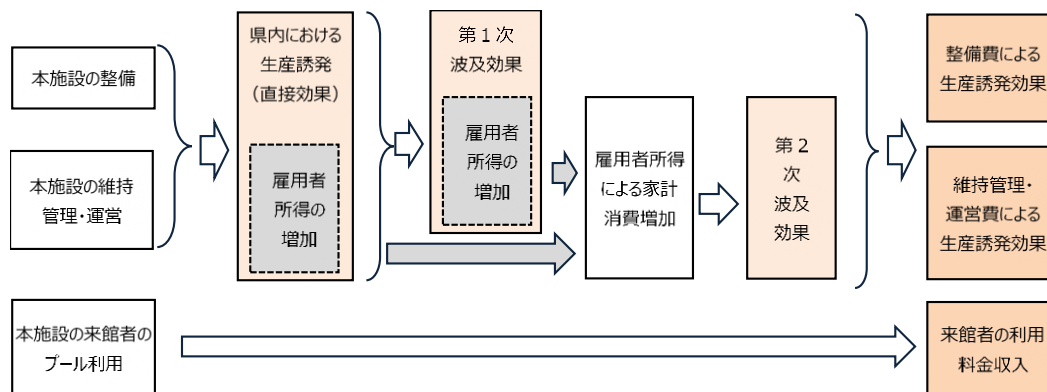 本施設の整備
本施設の維持
管理・運営
県内における
生産誘発
（直接効果）
雇用者
所得の
増加
第１次
波及効果
雇用者
所得の
増加
雇用者所得
による家計
消費増加
第２
次
波及
効果
整備費による
生産誘発効果
維持管理・
運営費による
生産誘発効果
本施設の来館者の
プール利用
来館者の利用
料金収入